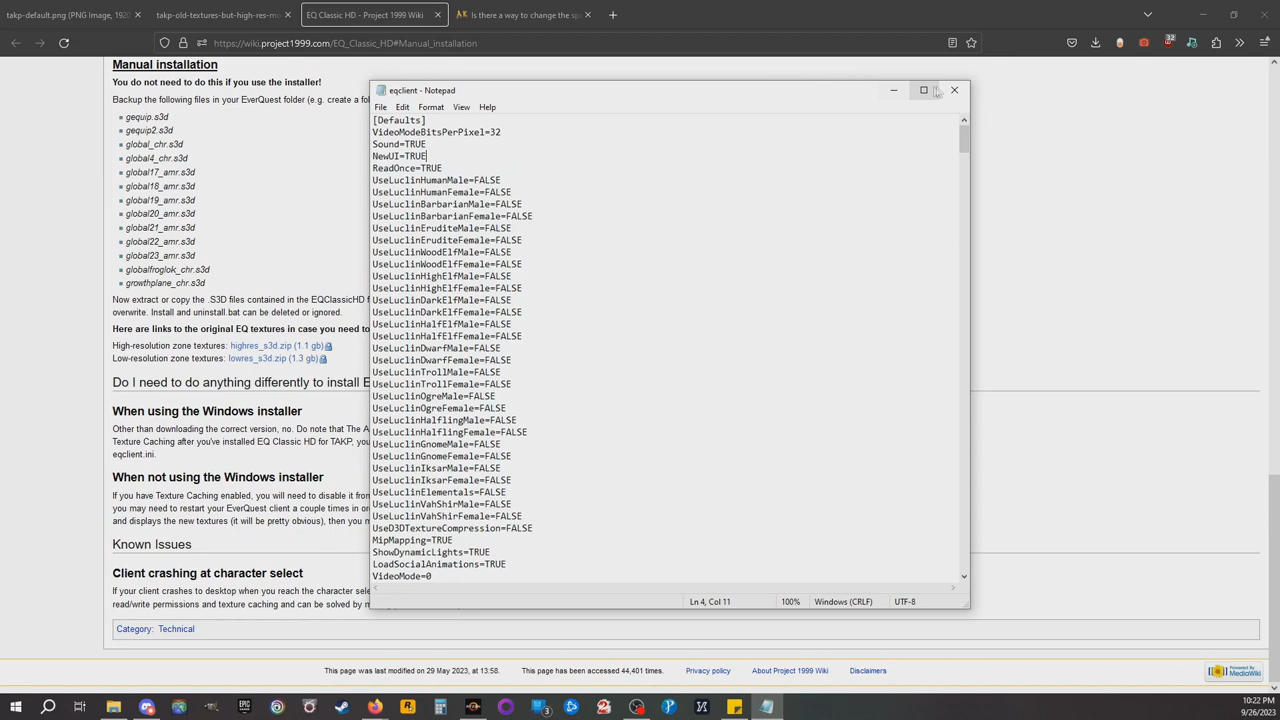 takp-default.png (PNG Image, 192
takp-old-textures-but-high-res-mo
EQ Classic HD - Project 1999 Wiki
Is there a way to change the sp
https://wiki.project1999.com/EQ_Classic_HD#Manual_installation
32
Manual installation
You do not need to do this if you use the installer!
Backup the following files in your EverQuest folder (e.g. create a fol
gequip.s3d
gequip2.s3d
global_chr.s3d
global4_chr.s3d
global17_amr.s3d
global18_amr.s3d
global19_amr.s3d
global20_amr.s3d
global21_amr.s3d
global22_amr.s3d
global23_amr.s3d
globalfroglok_chr.s3d
growthplane_chr.s3d
Now extract or copy the .S3D files contained in the EQClassicHD f
overwrite. Install and uninstall.bat can be deleted or ignored.
Here are links to the original EQ textures in case you need to
High-resolution zone textures: highres_s3d.zip (1.1 gb)
Low-resolution zone textures: lowres_s3d.zip (1.3 gb)
Do I need to do anything differently to install E
When using the Windows installer
Other than downloading the correct version, no. Do note that The A
Texture Caching after you've installed EQ Classic HD for TAKP, you
eqclient.ini.
When not using the Windows installer
If you have Texture Caching enabled, you will need to disable it from
you may need to restart your EverQuest client a couple times in or
and displays the new textures (it will be pretty obvious), then you m
Known Issues
Client crashing at character select
If your client crashes to desktop when you reach the character sele
read/write permissions and texture caching and can be solved by m
Category: Technical
This page was last modified on 29 May 2023, at 13:58.
This page has been accessed 44,401 times.
Privacy policy
About Project 1999 Wiki
Disclaimers
Powered By
MediaWiki
eqclient - Notepad
File Edit Format View Help
[Defaults]
VideoModeBitsPerPixel=32
Sound=TRUE
NewUI=TRUE
ReadOnce=TRUE
UseLuclinHumanMale=FALSE
UseLuclinHumanFemale=FALSE
UseLuclinBarbarianMale=FALSE
UseLuclinBarbarianFemale=FALSE
UseLuclinEruditeMale=FALSE
UseLuclinEruditeFemale=FALSE
UseLuclinWoodElfMale=FALSE
UseLuclinWoodElfFemale=FALSE
UseLuclinHighElfMale=FALSE
UseLuclinHighElfFemale=FALSE
UseLuclinDarkElfMale=FALSE
UseLuclinDarkElfFemale=FALSE
UseLuclinHalfElfMale=FALSE
UseLuclinHalfElfFemale=FALSE
UseLuclinDwarfMale=FALSE
UseLuclinDwarfFemale=FALSE
UseLuclinTrollMale=FALSE
UseLuclinTrollFemale=FALSE
UseLuclinOgreMale=FALSE
UseLuclinOgreFemale=FALSE
UseLuclinHalflingMale=FALSE
UseLuclinHalflingFemale=FALSE
UseLuclinGnomeMale=FALSE
UseLuclinGnomeFemale=FALSE
UseLuclinIksarMale=FALSE
UseLuclinIksarFemale=FALSE
UseLuclinElementals=FALSE
UseLuclinVahShirMale=FALSE
UseLuclinVahShirFemale=FALSE
UseD3DTextureCompression=FALSE
MipMapping=TRUE
ShowDynamicLights=TRUE
LoadSocialAnimations=TRUE
VideoMode=0
Ln 4, Col 11
100%
Windows (CRLF)
UTF-8
10:22 PM
9/26/2023